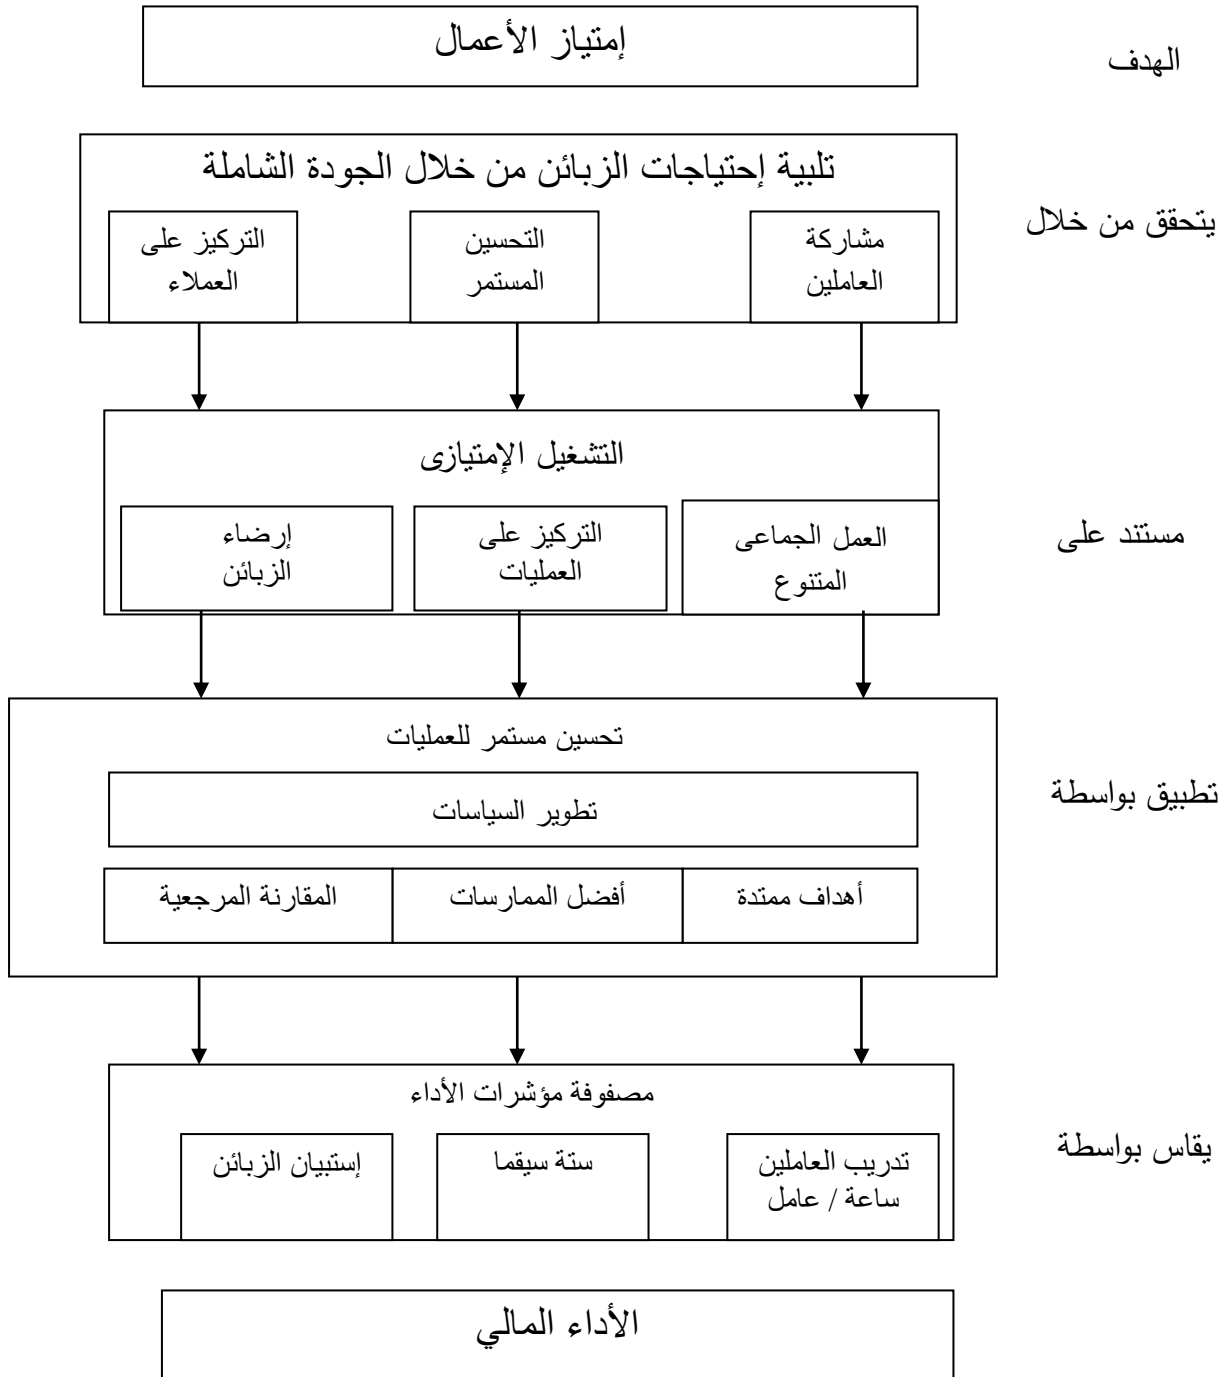 الهدف
إمتياز الأعمال
يتحقق من خلال
تلبية إحتياجات الزبائن من خلال الجودة الشاملة
مشاركة
العاملين
التحسين
المستمر
التركيز على
العملاء
مستند على
التشغيل الإمتيازى
العمل الجماعى
المتنوع
التركيز على
العمليات
إرضاء
الزبائن
تطبيق بواسطة
تحسين مستمر للعمليات
تطوير السياسات
أهداف ممتدة
أفضل الممارسات
المقارنة المرجعية
يقاس بواسطة
مصفوفة مؤشرات الأداء
تدريب العاملين
ساعة / عامل
ستة سيقما
إستبيان الزبائن
الأداء المالي